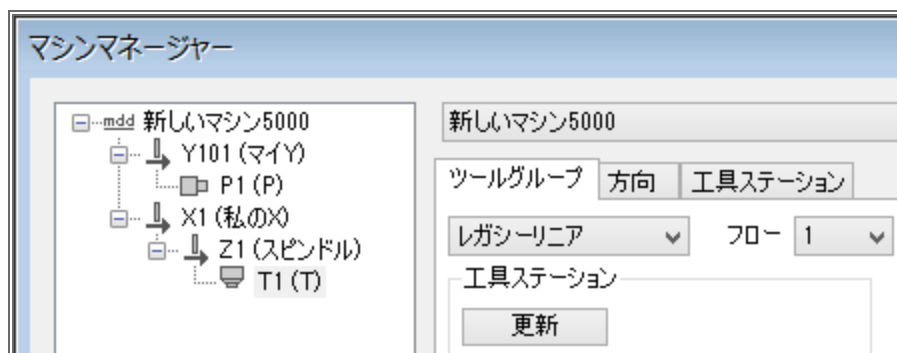 マシンマネージャー
mdd 新しいマシン5000
Y101 (マイY)
P1 (P)
X1 (私のX)
Z1 (スピンドル)
T1 (T)
新しいマシン5000
ツールグループ 方向 工具ステーション
レガシーリニア フロー 1
工具ステーション
更新